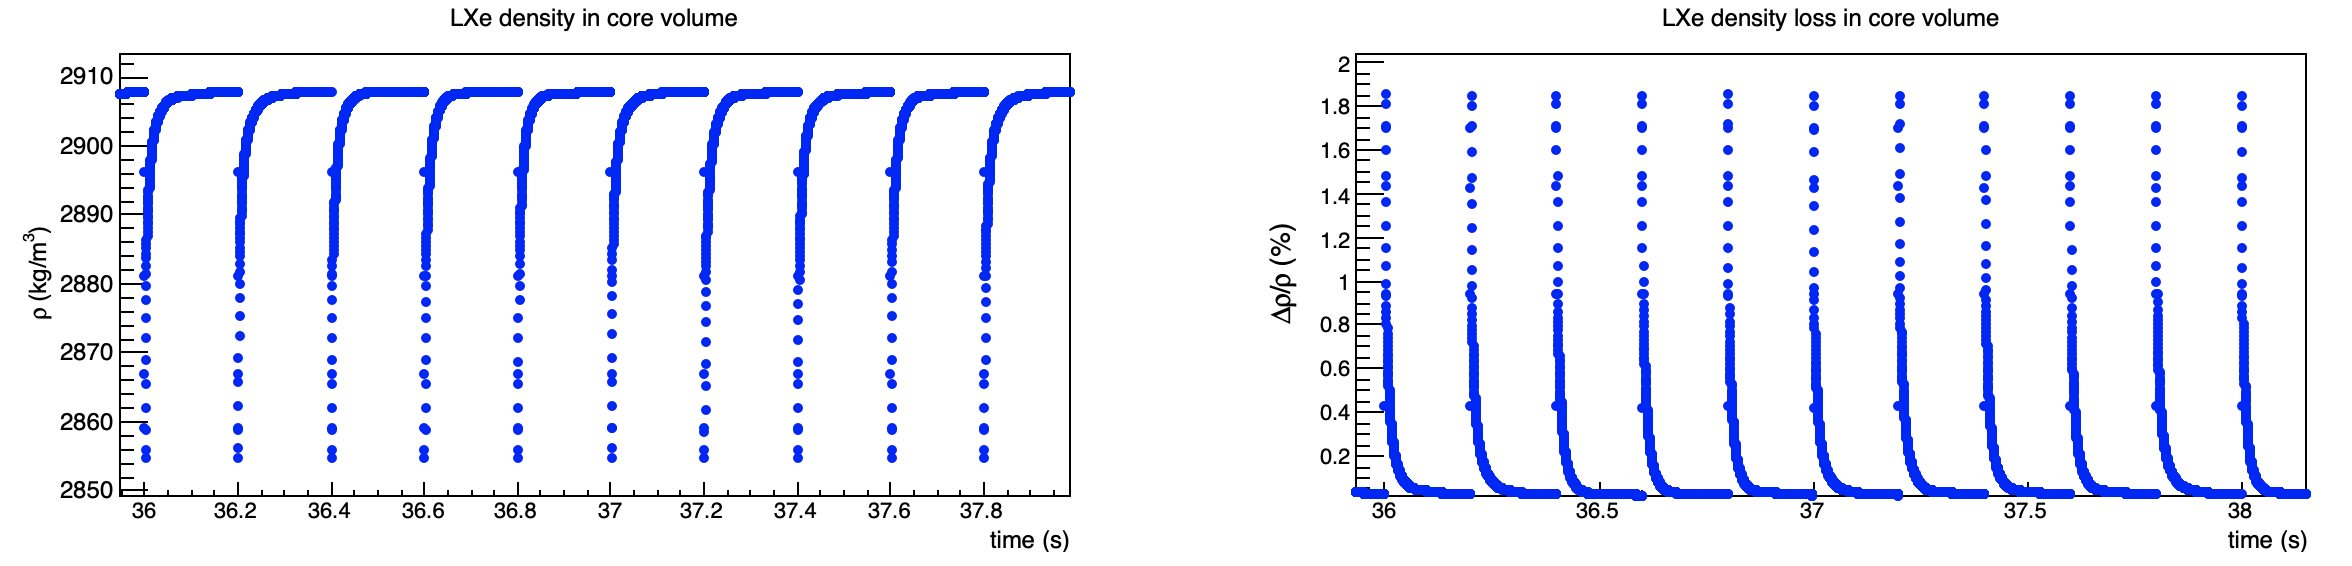 LXe density in core volume
ρ (kg/m³)
2910
2900
2890
2880
2870
2860
2850
36 36.2 36.4 36.6 36.8 37 37.2 37.4 37.6 37.8
time (s)
LXe density loss in core volume
Δρ/ρ (%)
2
1.8
1.6
1.4
1.2
1
0.8
0.6
0.4
0.2
36 36.5 37 37.5 38
time (s)